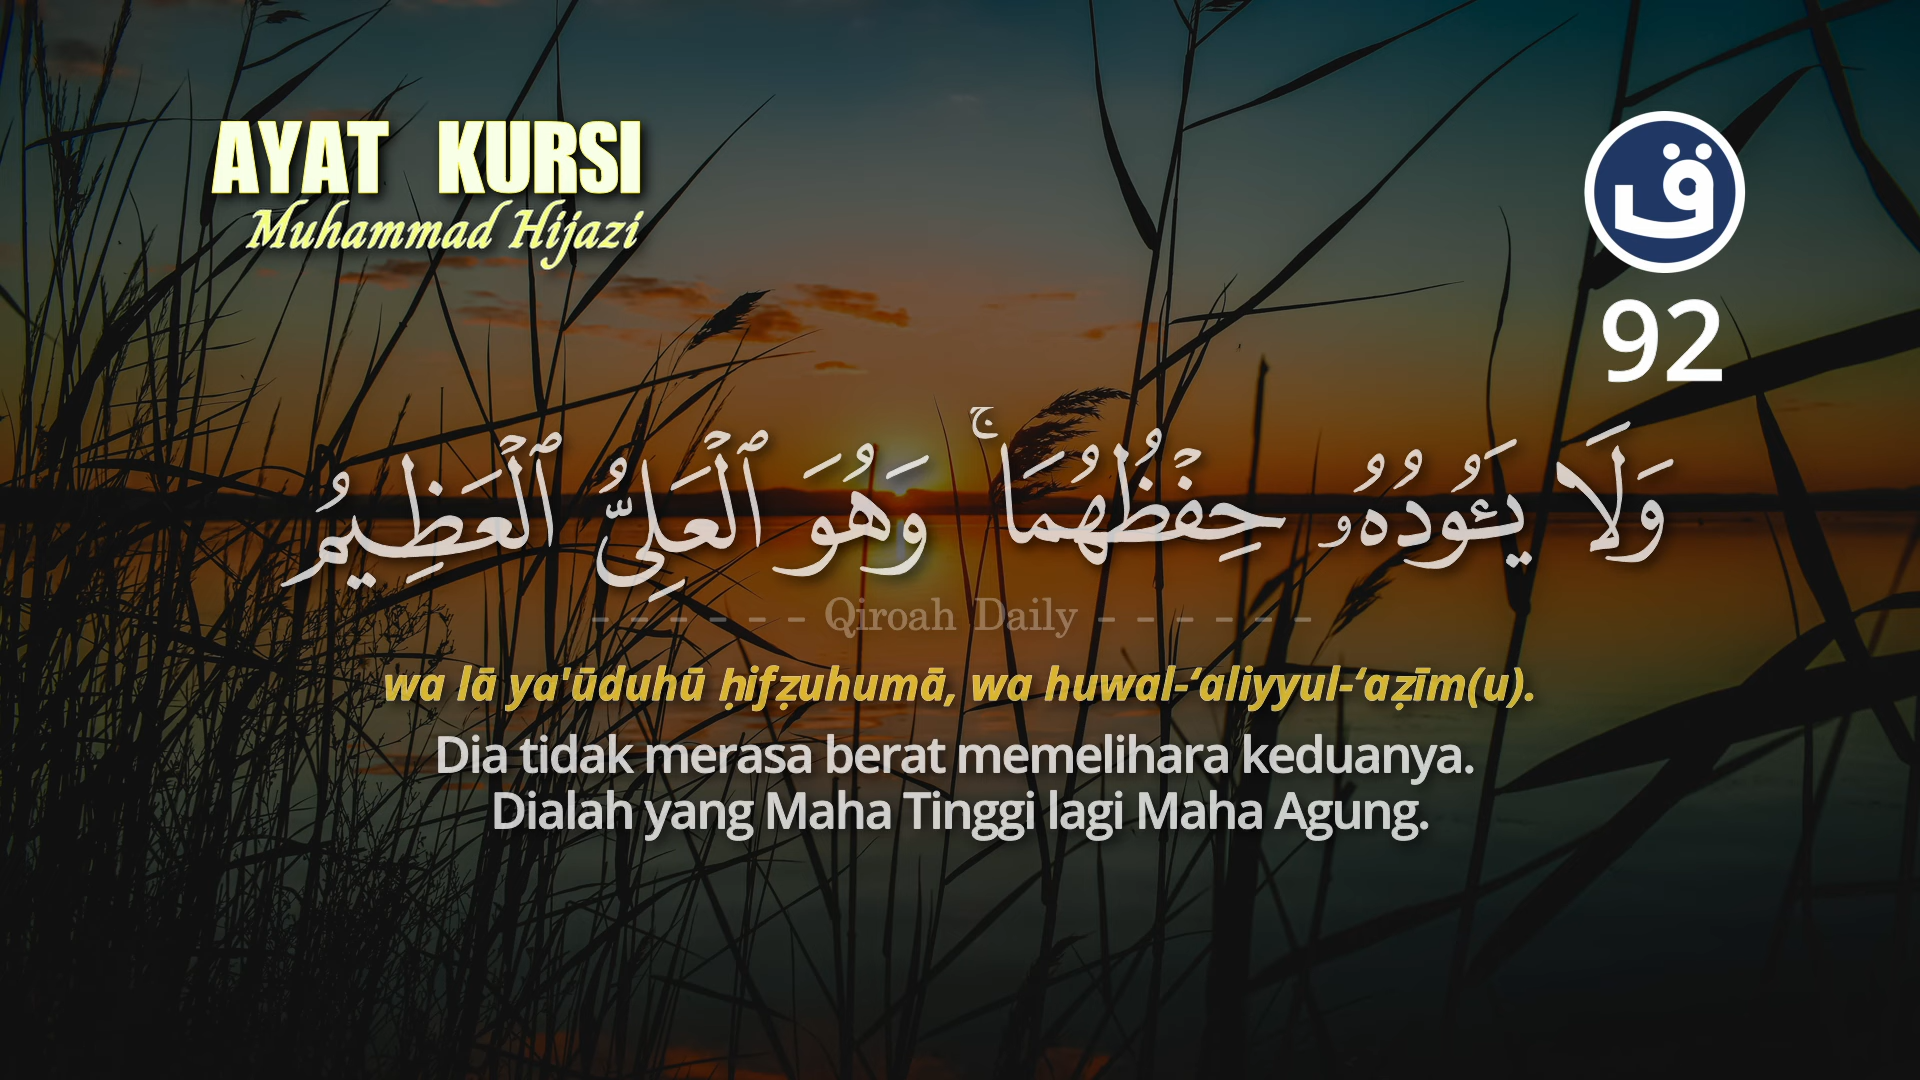 AYAT KURSI
Muhammad Hijazi
ق
92
وَلَا يَـُٔودُهُۥ حِفْظُهُمَا ۚ وَهُوَ ٱلْعَلِىُّ ٱلْعَظِيمُ
- - - - - - Qiroah Daily - - - - - -
wa lā ya'ūduhū ḥifẓuhumā, wa huwal-‘aliyyul-‘aẓīm(u).
Dia tidak merasa berat memelihara keduanya.
Dialah yang Maha Tinggi lagi Maha Agung.